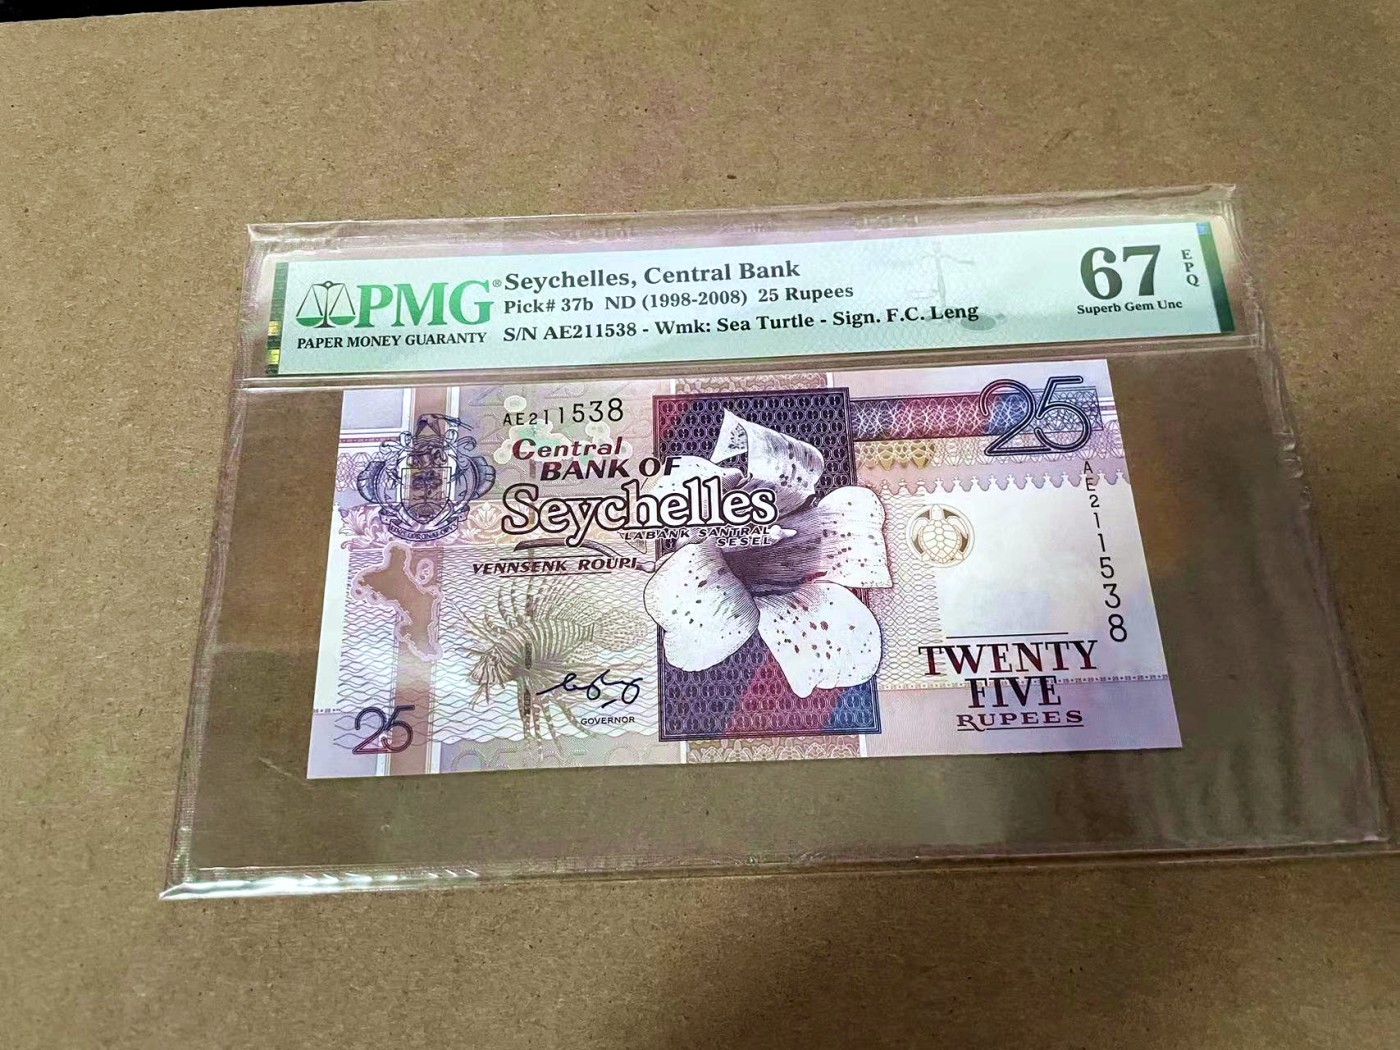 PMG®
PAPER MONEY GUARANTY
Seychelles, Central Bank
Pick# 37b ND (1998-2008) 25 Rupees
S/N AE211538 - Wmk: Sea Turtle - Sign. F.C. Leng
67
EPQ
Superb Gem Unc
AE211538
Central
BANK OF
Seychelles
LABANK SANTRAL
SESEL
VENNSENK ROUPI
GOVERNOR
25
25
AE211538
TWENTY
FIVE
RUPEES